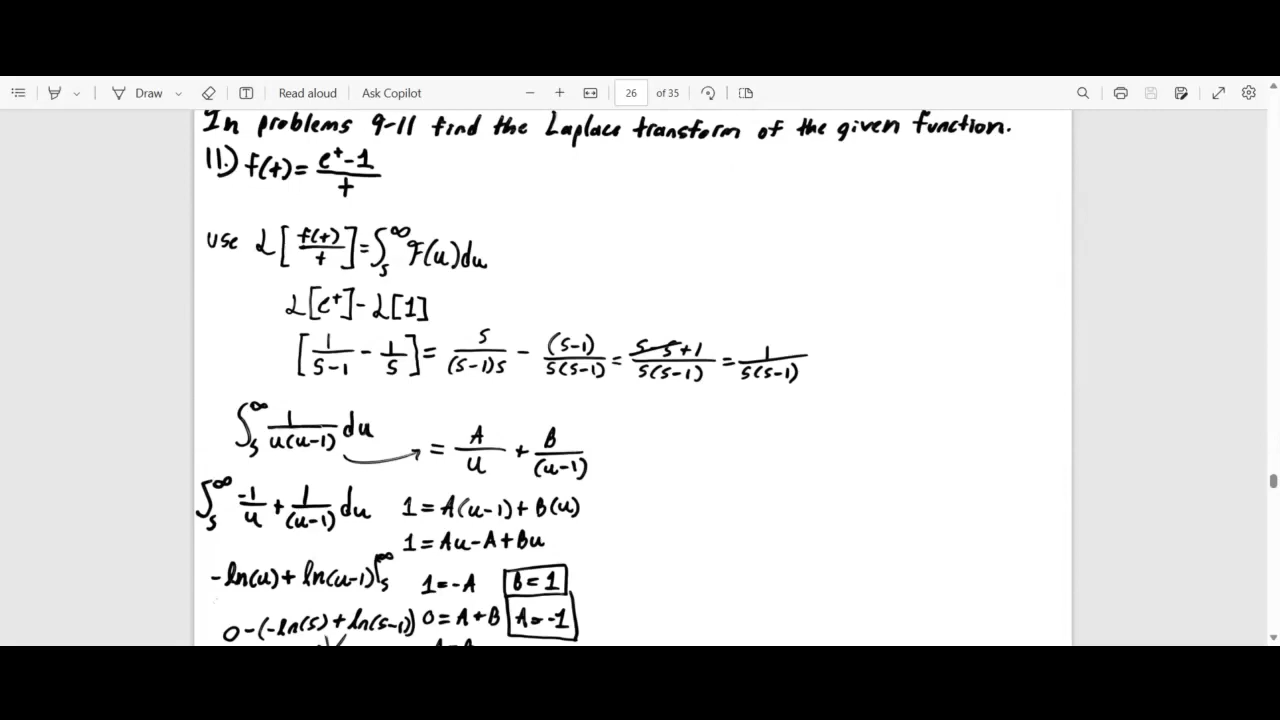 Draw
Read aloud
Ask Copilot
26 of 35
In problems 9-11 find the Laplace transform of the given function.
11.) f(t) = (e^t - 1)/t
use ℒ[f(t)/t] = ∫_s^∞ F(u)du
ℒ[e^t] - ℒ[1]
[1/(s-1) - 1/s] = s/((s-1)s) - (s-1)/(s(s-1)) = (s-s+1)/(s(s-1)) = 1/(s(s-1))
∫_s^∞ 1/(u(u-1)) du = A/u + B/(u-1)
∫_s^∞ -1/u + 1/(u-1) du
1 = A(u-1) + B(u)
1 = Au - A + Bu
-ln(u) + ln(u-1)|_s^∞
1 = -A
B = 1
0 - (-ln(s) + ln(s-1))
0 = A + B
A = -1